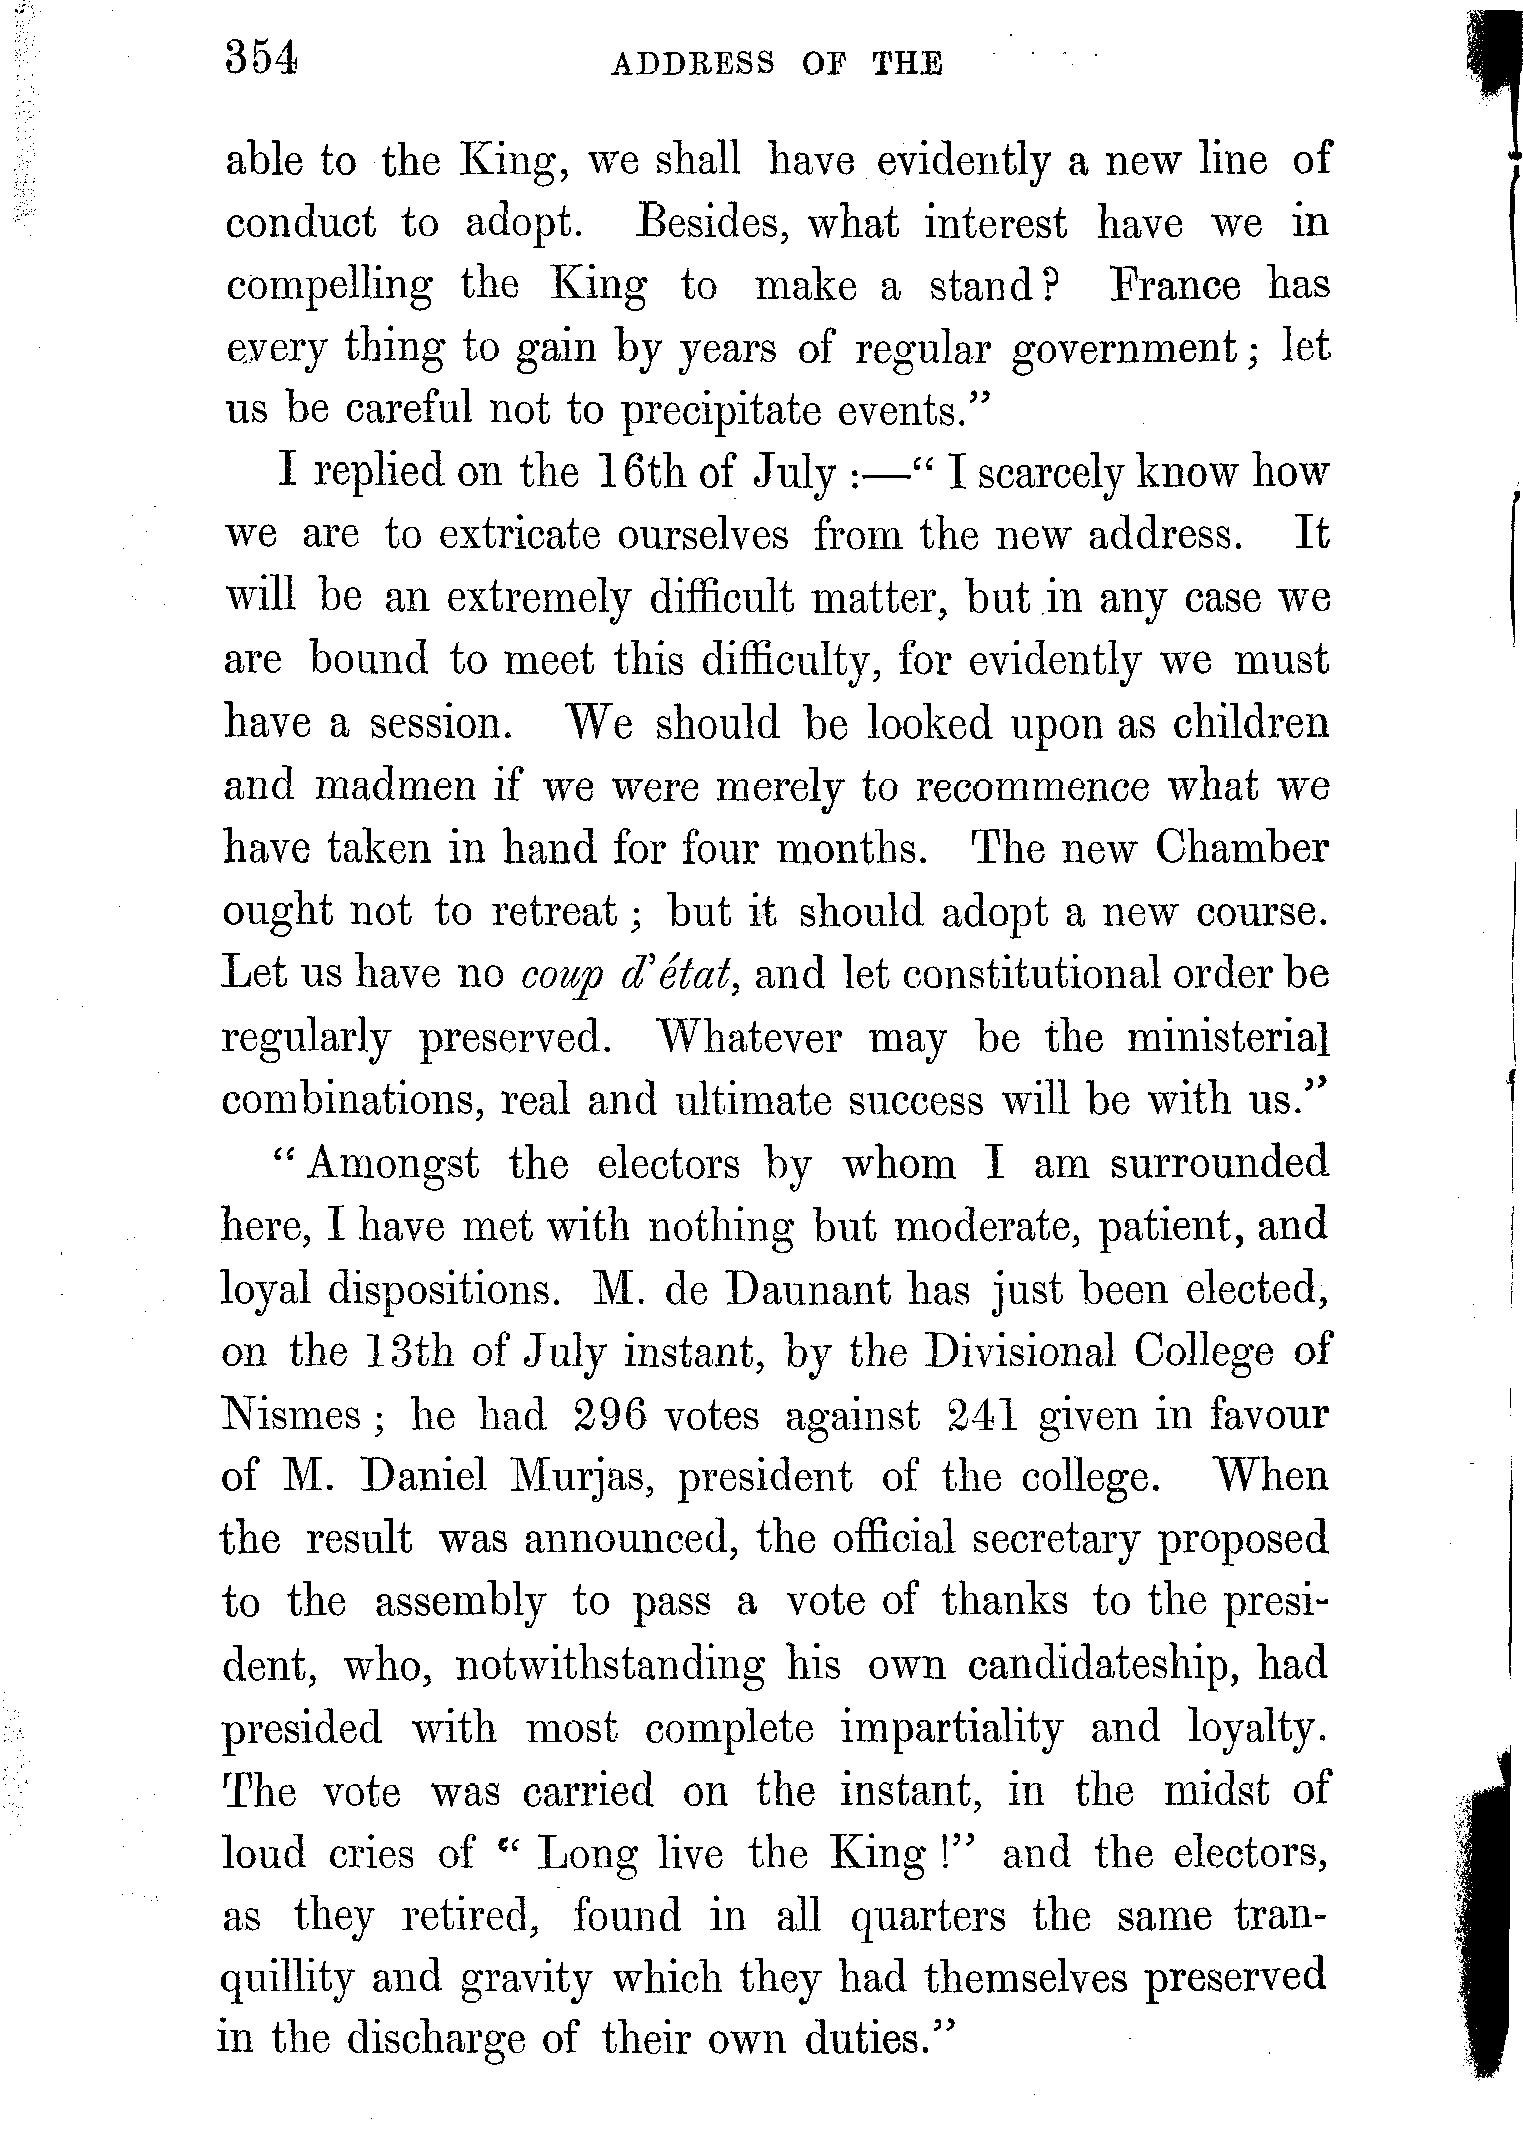 354 ADDRESS OF THE
able to the King, we shall have evidently a new line of
conduct to adopt. Besides, what interest have we in
compelling the King to make a stand? France has
every thing to gain by years of regular government; let
us be careful not to precipitate events.”
I replied on the 16th of July :—“ I scarcely know how
we are to extricate ourselves from the new address. It
will be an extremely difficult matter, but in any case we
are bound to meet this difficulty, for evidently we must
have a session. We should be looked upon as children
and madmen if we were merely to recommence what we
have taken in hand for four months. The new Chamber
ought not to retreat ; but it should adopt a new course.
Let us have no coup d’état, and let constitutional order be
regularly preserved. Whatever may be the ministerial
combinations, real and ultimate success will be with us.”
“ Amongst the electors by whom I am surrounded
here, I have met with nothing but moderate, patient, and
loyal dispositions. M. de Daunant has just been elected,
on the 13th of July instant, by the Divisional College of
Nismes ; he had 296 votes against 241 given in favour
of M. Daniel Murjas, president of the college. When
the result was announced, the official secretary proposed
to the assembly to pass a vote of thanks to the presi-
dent, who, notwithstanding his own candidateship, had
presided with most complete impartiality and loyalty.
The vote was carried on the instant, in the midst of
loud cries of “ Long live the King !” and the electors,
as they retired, found in all quarters the same tran-
quillity and gravity which they had themselves preserved
in the discharge of their own duties.”